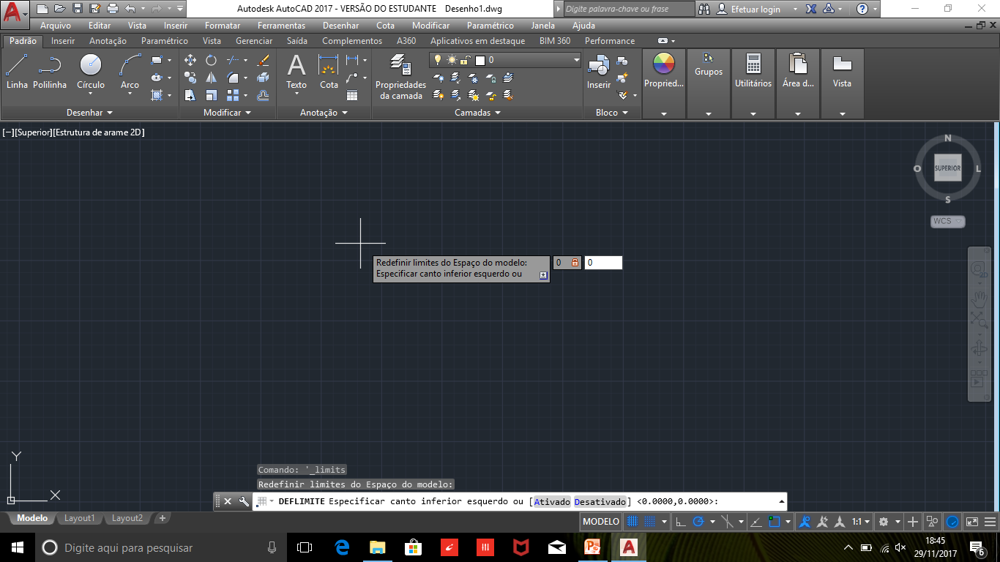 Autodesk AutoCAD 2017 - VERSÃO DO ESTUDANTE Desenho1.dwg
Digite palavra-chave ou frase
Efetuar login
Arquivo Editar Vista Inserir Formatar Ferramentas Desenhar Cota Modificar Paramétrico Janela Ajuda
Padrão Inserir Anotação Paramétrico Vista Gerenciar Saída Complementos A360 Aplicativos em destaque BIM 360 Performance
0
Linha Polilinha Círculo Arco Texto Cota Propriedades da camada Inserir Propried... Grupos Utilitários Área d... Vista
Desenhar Modificar Anotação Camadas Bloco
[−][Superior][Estrutura de arame 2D]
N
O SUPERIOR L
S
WCS
2D
Redefinir limites do Espaço do modelo: 0 0
Especificar canto inferior esquerdo ou
Y
X
Comando: '_limits
Redefinir limites do Espaço do modelo:
DEFLIMITE Especificar canto inferior esquerdo ou [Ativado Desativado] <0.0000,0.0000>:
Modelo Layout1 Layout2 +
MODELO 1:1
Digite aqui para pesquisar
18:45
29/11/2017
6